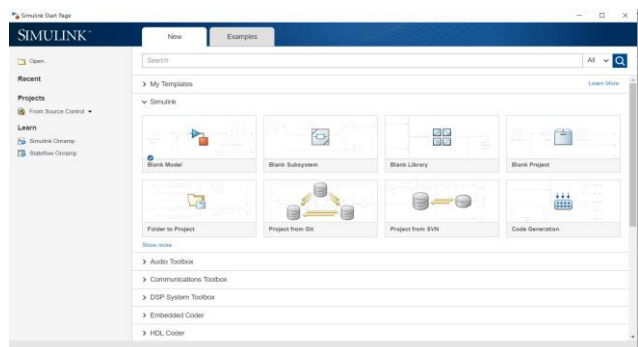 Simulink Start Page
SIMULINK®
New
Examples
Open...
Recent
Projects
From Source Control
Learn
Simulink Onramp
Stateflow Onramp
Search
All
My Templates
Learn More
Simulink
Blank Model
Blank Subsystem
Blank Library
Blank Project
Folder to Project
Project from Git
Project from SVN
Code Generation
Show more
Audio Toolbox
Communications Toolbox
DSP System Toolbox
Embedded Coder
HDL Coder